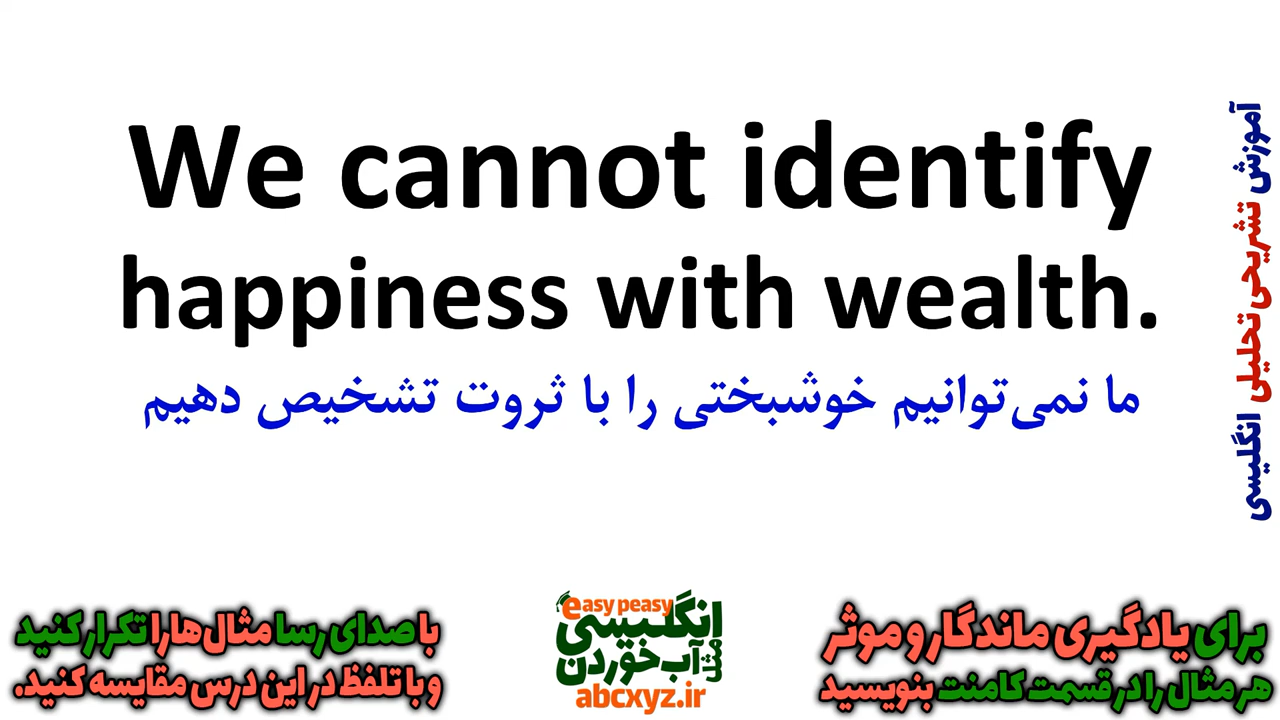 We cannot identify
happiness with wealth.
ما نمی‌توانیم خوشبختی را با ثروت تشخیص دهیم
آموزش تشریحی تحلیلی انگلیسی
برای یادگیری ماندگار و موثر
هر مثال را در قسمت کامنت بنویسید
easy peasy
انگلیسی
مثل آب خوردن
abcxyz.ir
با صدای رسا مثال‌ها را تکرار کنید
و با تلفظ در این درس مقایسه کنید.